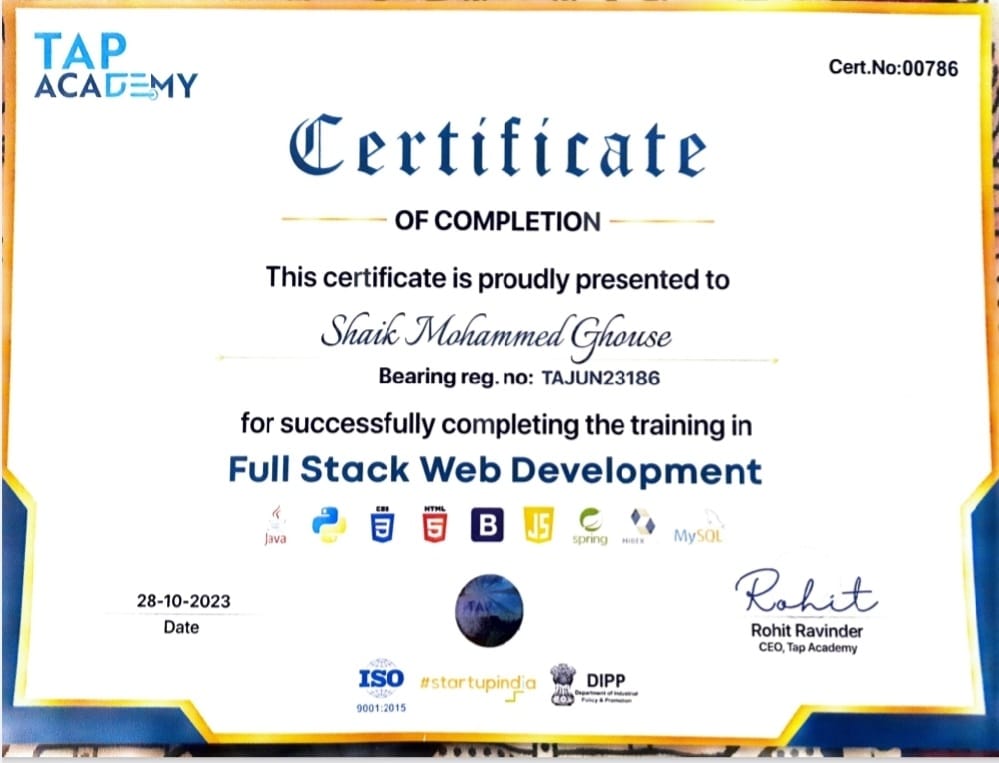 TAP
ACADEMY
Cert.No:00786
Certificate
OF COMPLETION
This certificate is proudly presented to
Shaik Mohammed Ghouse
Bearing reg. no: TAJUN23186
for successfully completing the training in
Full Stack Web Development
Java
CSS
3
HTML
5
B
JS
spring
MySQL
28-10-2023
Date
TAP
Rohit
Rohit Ravinder
CEO, Tap Academy
ISO
9001:2015
#startupindia
DIPP
Department of Industrial
Policy & Promotion